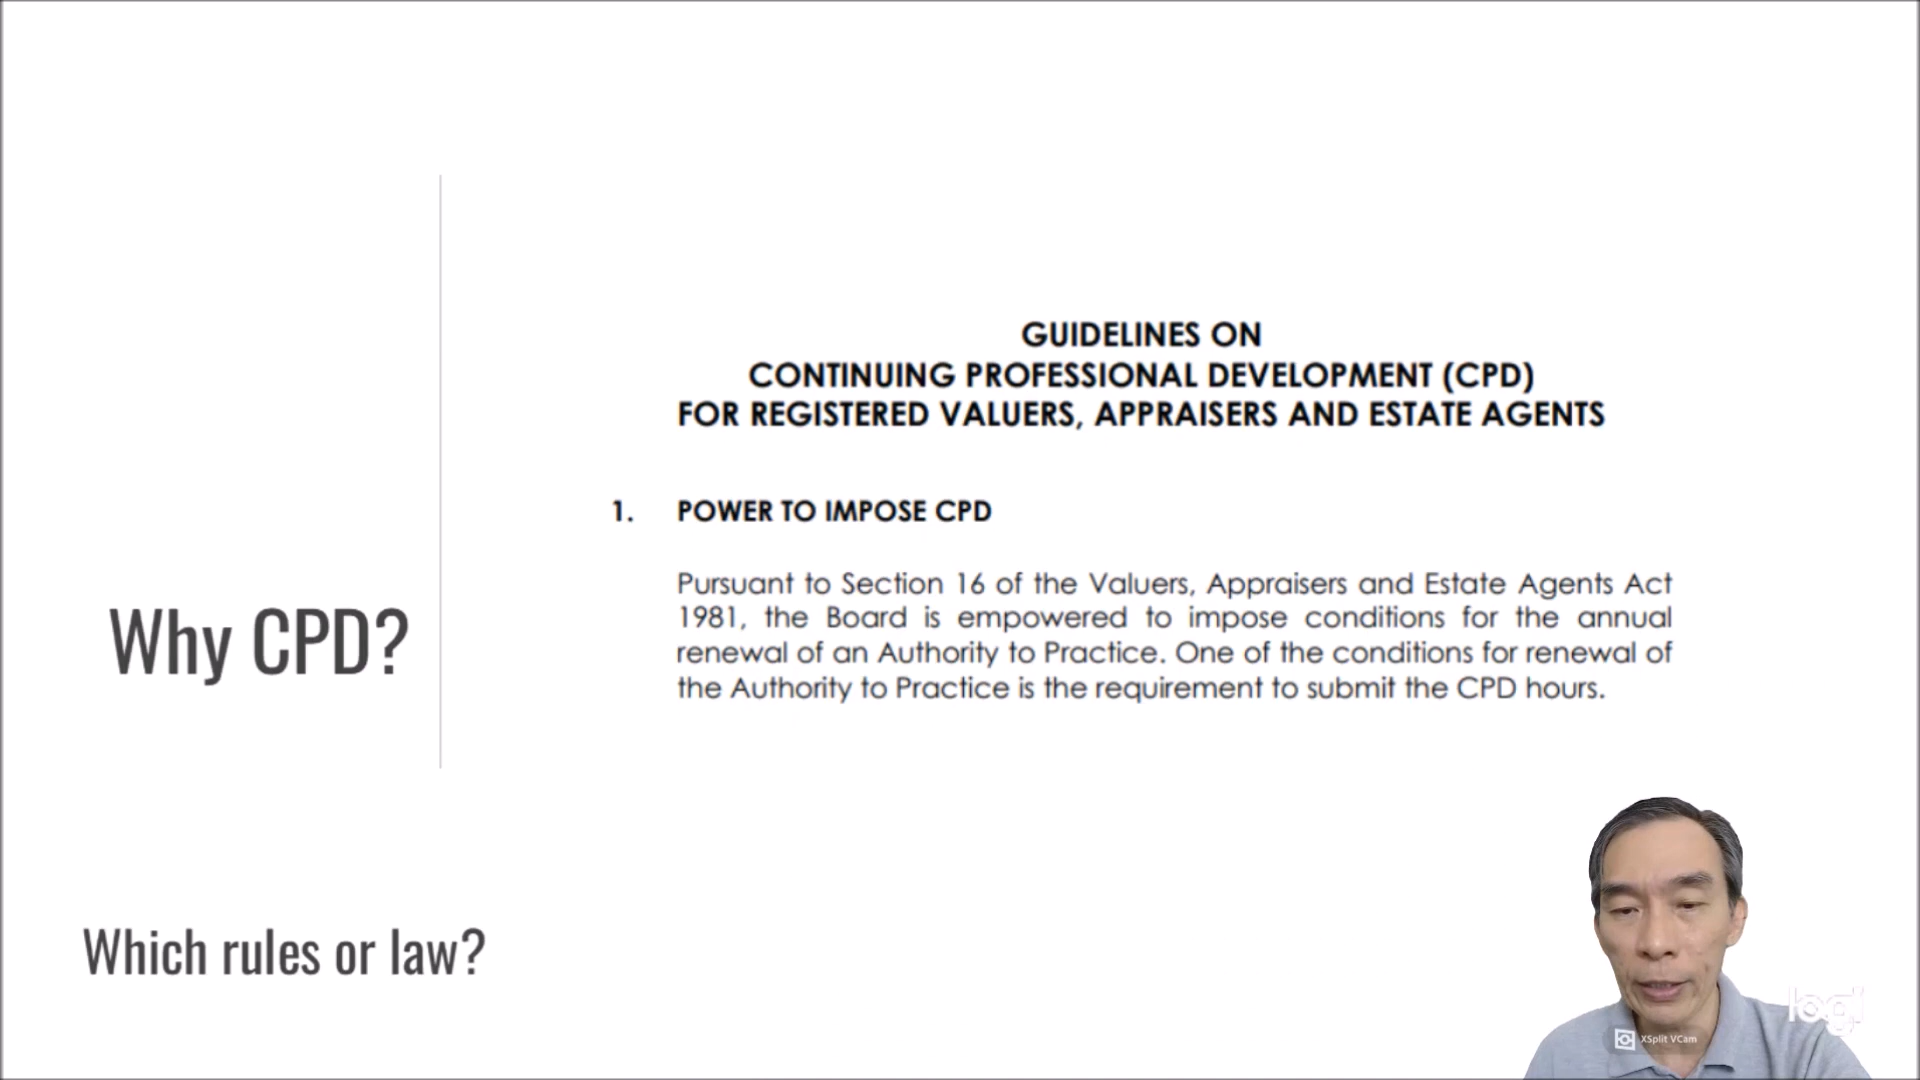 GUIDELINES ON
CONTINUING PROFESSIONAL DEVELOPMENT (CPD)
FOR REGISTERED VALUERS, APPRAISERS AND ESTATE AGENTS
1. POWER TO IMPOSE CPD
Pursuant to Section 16 of the Valuers, Appraisers and Estate Agents Act
1981, the Board is empowered to impose conditions for the annual
renewal of an Authority to Practice. One of the conditions for renewal of
the Authority to Practice is the requirement to submit the CPD hours.
Why CPD?
Which rules or law?
logi
XSplit VCam